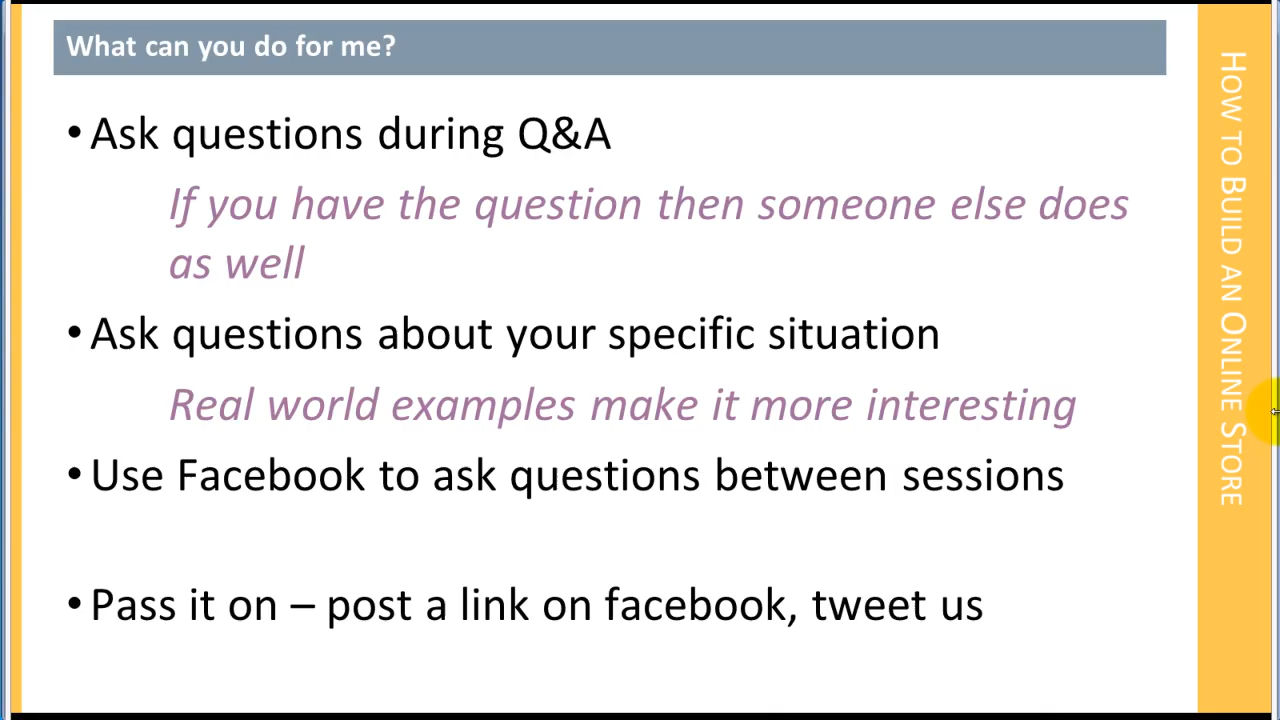 What can you do for me?
• Ask questions during Q&A
If you have the question then someone else does
as well
• Ask questions about your specific situation
Real world examples make it more interesting
• Use Facebook to ask questions between sessions
• Pass it on – post a link on facebook, tweet us
How to Build an Online Store